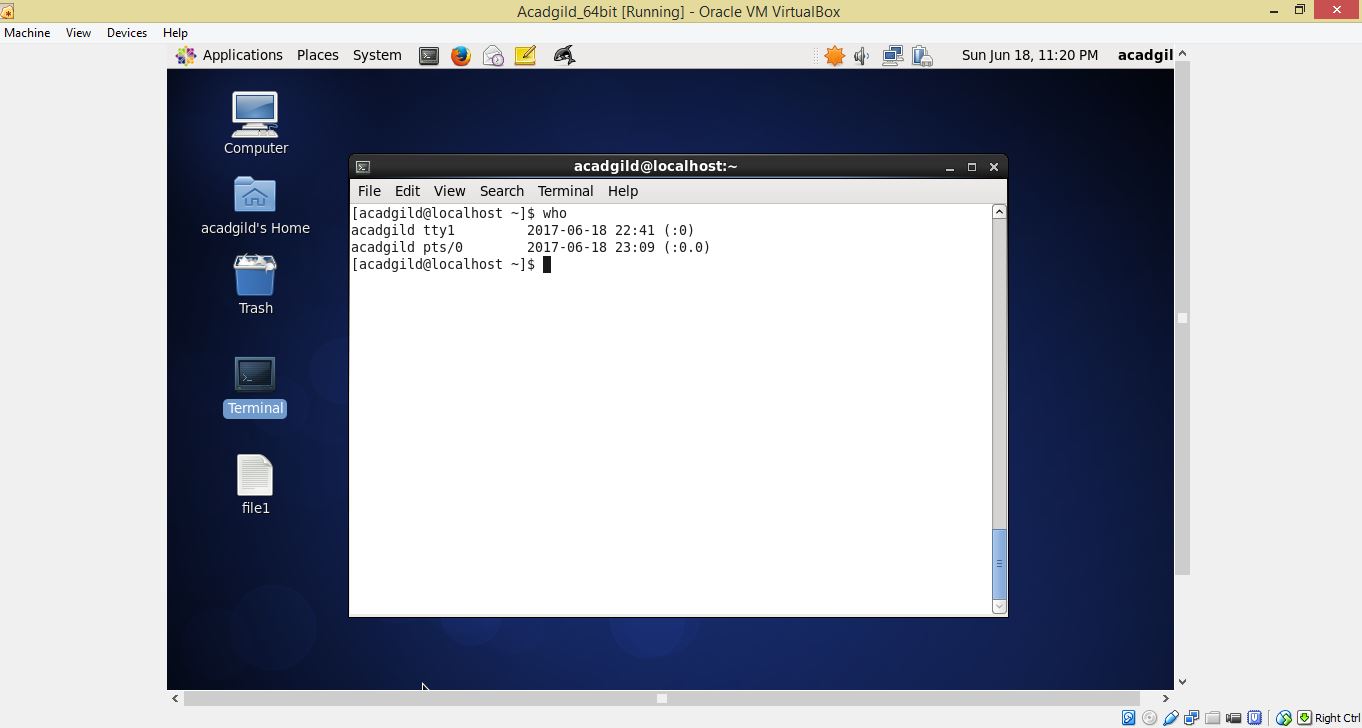 Acadgild_64bit [Running] - Oracle VM VirtualBox
Machine View Devices Help
Applications Places System Sun Jun 18, 11:20 PM acadgil
Computer
acadgild's Home
Trash
Terminal
file1
acadgild@localhost:~
File Edit View Search Terminal Help
[acadgild@localhost ~]$ who
acadgild tty1 2017-06-18 22:41 (:0)
acadgild pts/0 2017-06-18 23:09 (:0.0)
[acadgild@localhost ~]$
Right Ctrl